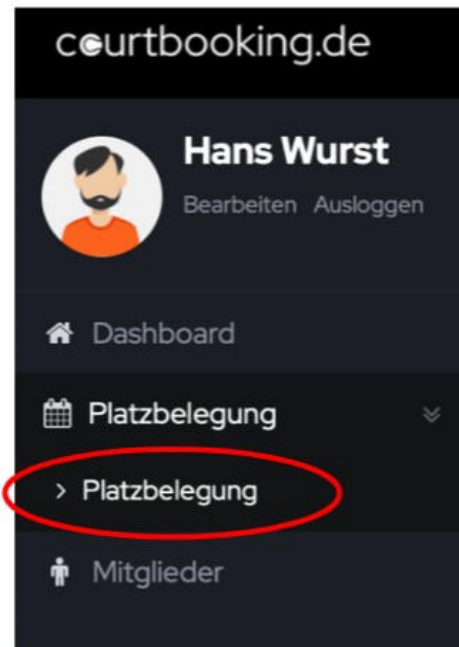 courtbooking.de
Hans Wurst
Bearbeiten Ausloggen
Dashboard
Platzbelegung
> Platzbelegung
Mitglieder